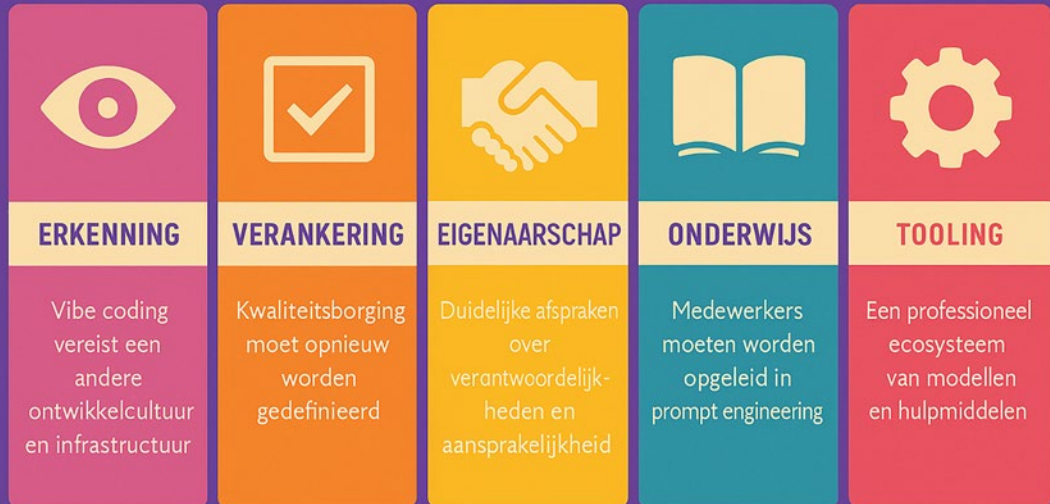 ERKENNING
Vibe coding
vereist een
andere
ontwikkelcultuur
en infrastructuur
VERANKERING
Kwaliteitsborging
moet opnieuw
worden
gedefinieerd
EIGENAARSCHAP
Duidelijke afspraken
over
verantwoordelijk-
heden en
aansprakelijkheid
ONDERWIJS
Medewerkers
moeten worden
opgeleid in
prompt engineering
TOOLING
Een professioneel
ecosysteem
van modellen
en hulpmiddelen